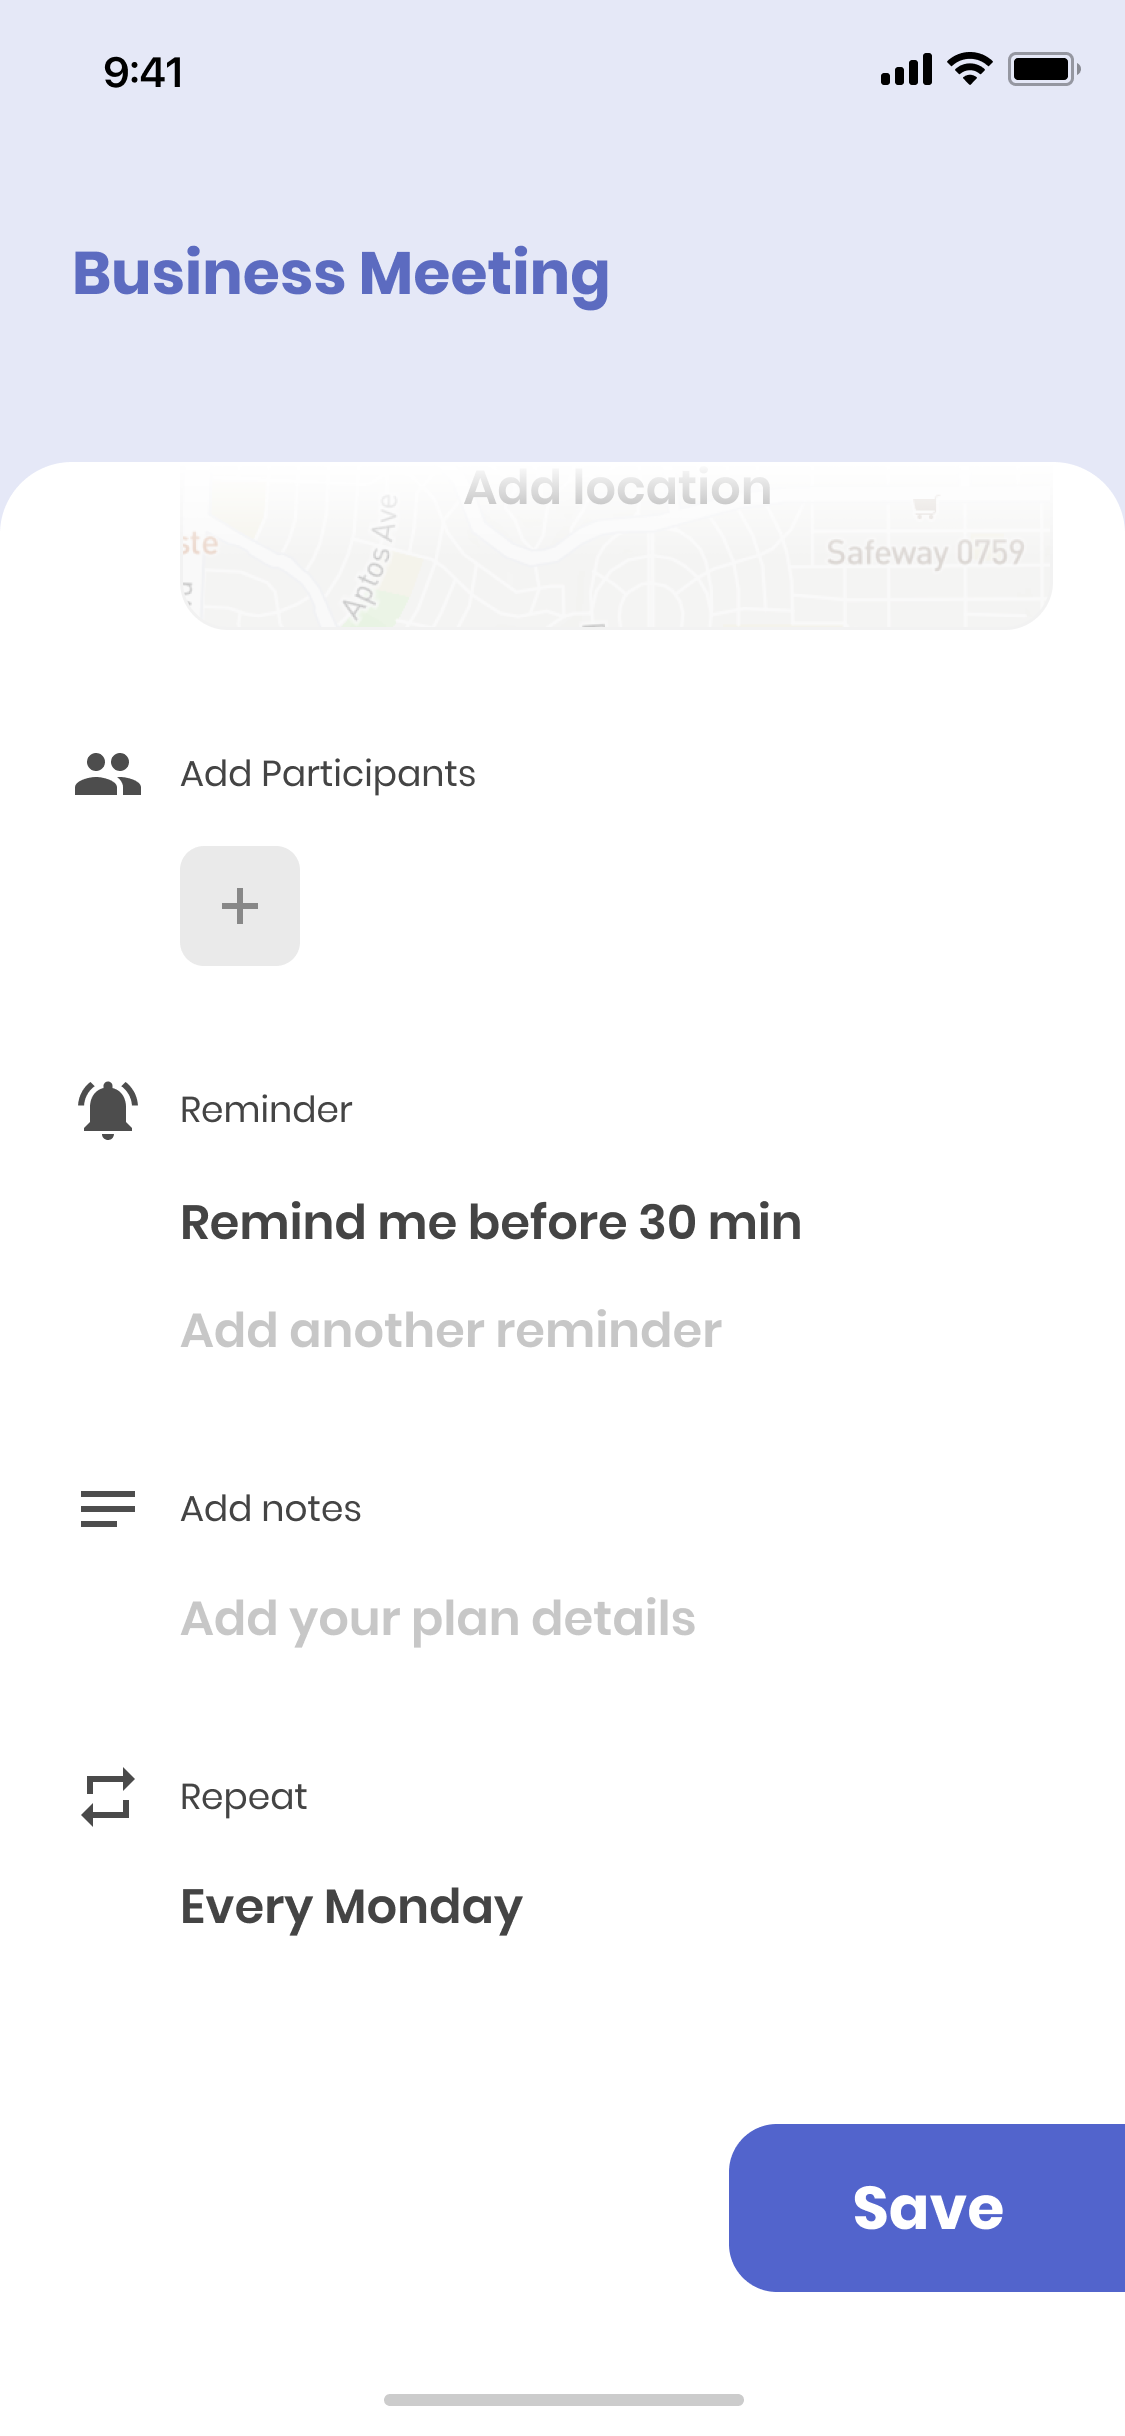 9:41
Business Meeting
Add location
Aptos Ave
ste
Safeway 0759
Add Participants
Reminder
Remind me before 30 min
Add another reminder
Add notes
Add your plan details
Repeat
Every Monday
Save